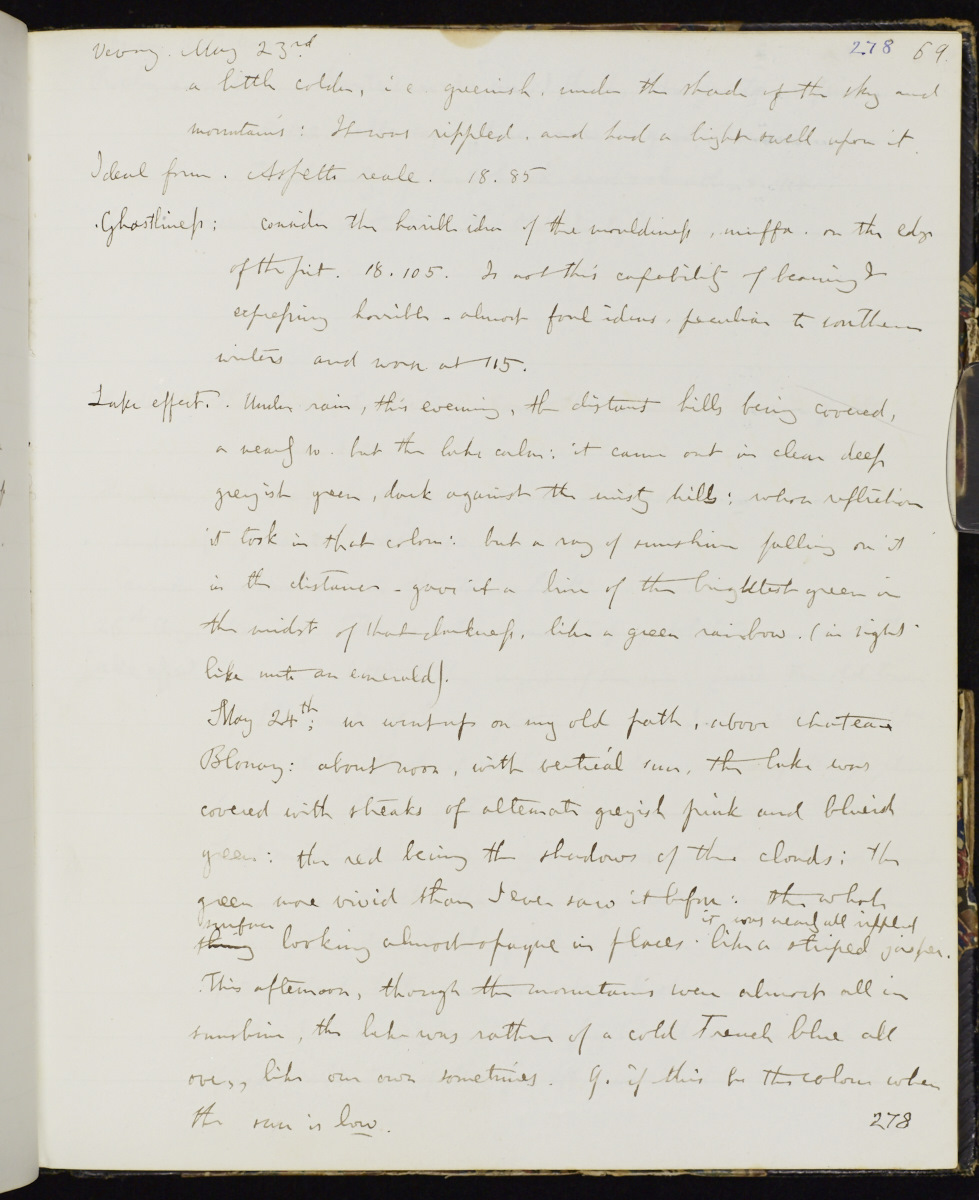 Vevay. May 23rd. 278 69.
a little colder, i e greenish, under the shade of the sky and
mountains: It was rippled. and had a light swell upon it.
Ideal form. Aspetto reale. 18. 85
Ghostliness: consider the horrible idea of the mouldiness, muffa. on the edge
of the pit. 18. 105. Is not this capability of bearing &
expressing horrible - almost foul ideas, peculiar to southern
writers and worse at 115.
Lake effect. Under rain, this evening, the distant hills being covered,
or nearly so. but the lake calm: it came out in clear deep
greyish green, dark against the misty hills: whose reflection
it took in that colour: but a ray of sunshine falling on it
in the distance - gave it a line of the brightest green in
the midst of that darkness, like a green rainbow. (in sight
like unto an emerald).
May 24th; we went up on my old path, above chateau
Blonay: about noon, with vertical sun, the lake was
covered with streaks of alternate greyish pink and blueish
green: the red being the shadows of the clouds: the
green more vivid than I ever saw it before: the whole
surface it was nearly all rippled
thing looking almost opaque in places. like a striped jasper.
This afternoon, though the mountains were almost all in
sunshine, the lake was rather of a cold French blue all
over, like our own sometimes. Q. if this be the colour when
the sun is low. 278